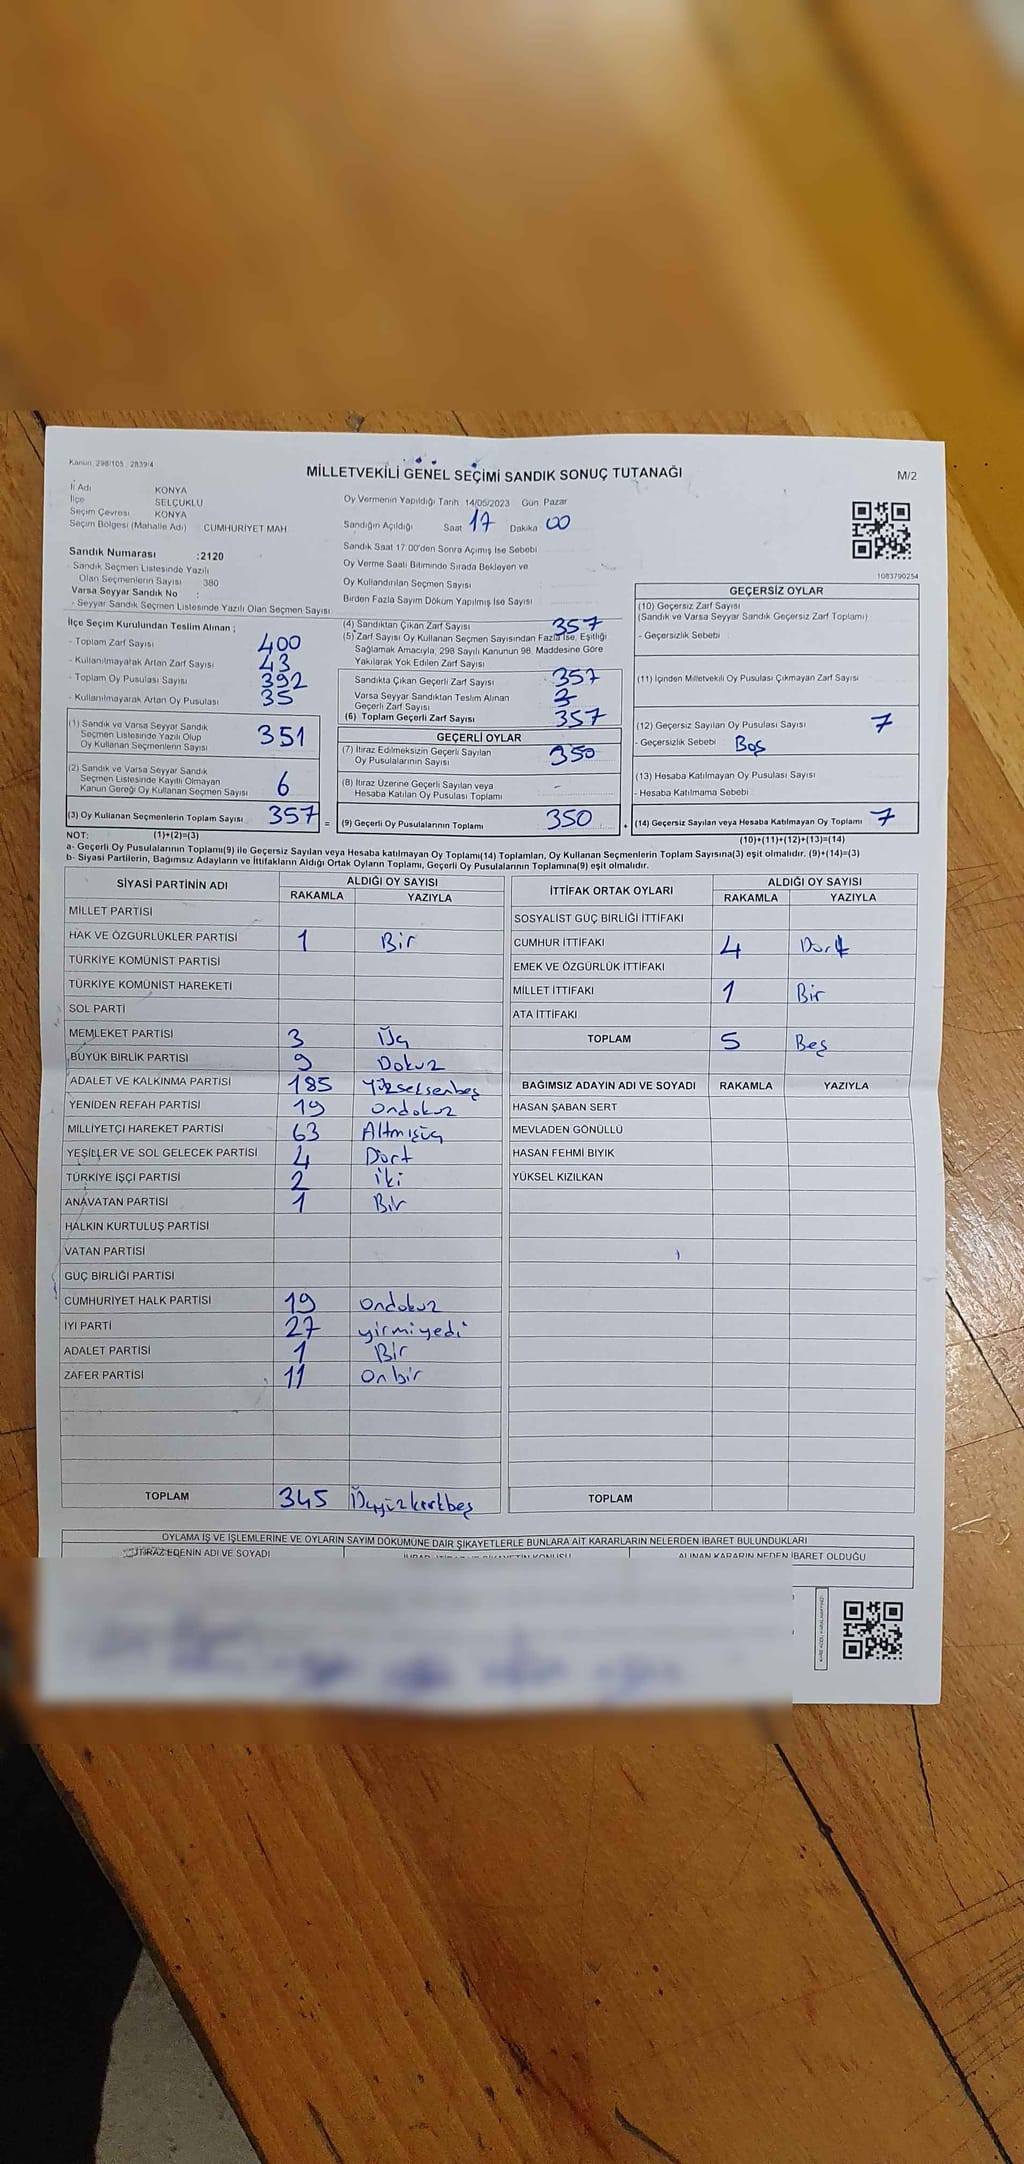 Kanun: 298/105 , 2839/4
MİLLETVEKİLİ GENEL SEÇİMİ SANDIK SONUÇ TUTANAĞI
M/2
İl Adı KONYA
İlçe SELÇUKLU
Seçim Çevresi KONYA
Seçim Bölgesi (Mahalle Adı) CUMHURİYET MAH
Oy Vermenin Yapıldığı Tarih 14/05/2023 Gün Pazar
Sandığın Açıldığı Saat 17 Dakika 00
Sandık Saat 17 00'den Sonra Açımış İse Sebebi
Oy Verme Saati Bitiminde Sırada Bekleyen ve
Oy Kullandırılan Seçmen Sayısı
Birden Fazla Sayım Döküm Yapılmış İse Sayısı
1083790254
Sandık Numarası :2120
- Sandık Seçmen Listesinde Yazılı
Olan Seçmenlerin Sayısı 380
Varsa Seyyar Sandık No :
- Seyyar Sandık Seçmen Listesinde Yazılı Olan Seçmen Sayısı
İlçe Seçim Kurulundan Teslim Alınan ;
- Toplam Zarf Sayısı 400
- Kullanılmayarak Artan Zarf Sayısı 43
- Toplam Oy Pusulası Sayısı 392
- Kullanılmayarak Artan Oy Pusulası 35
(1) Sandık ve Varsa Seyyar Sandık
Seçmen Listesinde Yazılı Olup
Oy Kullanan Seçmenlerin Sayısı 351
(2) Sandık ve Varsa Seyyar Sandık
Seçmen Listesinde Kayıtlı Olmayan
Kanun Gereği Oy Kullanan Seçmen Sayısı 6
(3) Oy Kullanan Seçmenlerin Toplam Sayısı 357 =
(4) Sandıktan Çıkan Zarf Sayısı 357
(5) Zarf Sayısı Oy Kullanan Seçmen Sayısından Fazla İse, Eşitliği
Sağlamak Amacıyla, 298 Sayılı Kanunun 98. Maddesine Göre
Yakılarak Yok Edilen Zarf Sayısı
Sandıkta Çıkan Geçerli Zarf Sayısı 357
Varsa Seyyar Sandıktan Teslim Alınan
Geçerli Zarf Sayısı
(6) Toplam Geçerli Zarf Sayısı 357
GEÇERLİ OYLAR
(7) İtiraz Edilmeksizin Geçerli Sayılan
Oy Pusulalarının Sayısı 350
(8) İtiraz Üzerine Geçerli Sayılan veya
Hesaba Katılan Oy Pusulası Toplamı -
(9) Geçerli Oy Pusulalarının Toplamı 350 +
GEÇERSİZ OYLAR
(10) Geçersiz Zarf Sayısı
(Sandık ve Varsa Seyyar Sandık Geçersiz Zarf Toplamı)
- Geçersizlik Sebebi
(11) İçinden Milletvekili Oy Pusulası Çıkmayan Zarf Sayısı
(12) Geçersiz Sayılan Oy Pusulası Sayısı 7
- Geçersizlik Sebebi Boş
(13) Hesaba Katılmayan Oy Pusulası Sayısı
- Hesaba Katılmama Sebebi
(14) Geçersiz Sayılan veya Hesaba Katılmayan Oy Toplamı 7
NOT: (1)+(2)=(3)
(10)+(11)+(12)+(13)=(14)
a- Geçerli Oy Pusulalarının Toplamı(9) ile Geçersiz Sayılan veya Hesaba katılmayan Oy Toplamı(14) Toplamları, Oy Kullanan Seçmenlerin Toplam Sayısına(3) eşit olmalıdır. (9)+(14)=(3)
b- Siyasi Partilerin, Bağımsız Adayların ve İttifakların Aldığı Ortak Oyların Toplamı, Geçerli Oy Pusulalarının Toplamına(9) eşit olmalıdır.
SİYASİ PARTİNİN ADI ALDIĞI OY SAYISI
RAKAMLA YAZIYLA
MİLLET PARTİSİ
HAK VE ÖZGÜRLÜKLER PARTİSİ 1 Bir
TÜRKİYE KOMÜNİST PARTİSİ
TÜRKİYE KOMÜNİST HAREKETİ
SOL PARTİ
MEMLEKET PARTİSİ 3 Üç
BÜYÜK BİRLİK PARTİSİ 9 Dokuz
ADALET VE KALKINMA PARTİSİ 185 Yükseksenbeş
YENİDEN REFAH PARTİSİ 19 ondokuz
MİLLİYETÇİ HAREKET PARTİSİ 63 Altmışüç
YEŞİLLER VE SOL GELECEK PARTİSİ 4 Dört
TÜRKİYE İŞÇİ PARTİSİ 2 iki
ANAVATAN PARTİSİ 1 Bir
HALKIN KURTULUŞ PARTİSİ
VATAN PARTİSİ
GÜÇ BİRLİĞİ PARTİSİ
CUMHURİYET HALK PARTİSİ 19 ondokuz
İYİ PARTİ 27 yirmiyedi
ADALET PARTİSİ 1 Bir
ZAFER PARTİSİ 11 onbir
TOPLAM 345 Üçyüzkırkbeş
İTTİFAK ORTAK OYLARI ALDIĞI OY SAYISI
RAKAMLA YAZIYLA
SOSYALİST GÜÇ BİRLİĞİ İTTİFAKI
CUMHUR İTTİFAKI 4 Dört
EMEK VE ÖZGÜRLÜK İTTİFAKI
MİLLET İTTİFAKI 1 Bir
ATA İTTİFAKI
TOPLAM 5 Beş
BAĞIMSIZ ADAYIN ADI VE SOYADI RAKAMLA YAZIYLA
HASAN ŞABAN SERT
MEVLADEN GÖNÜLLÜ
HASAN FEHMİ BIYIK
YÜKSEL KIZILKAN
TOPLAM
OYLAMA İŞ VE İŞLEMLERİNE VE OYLARIN SAYIM DÖKÜMÜNE DAİR ŞİKAYETLERLE BUNLARA AİT KARARLARIN NELERDEN İBARET BULUNDUKLARI
İTİRAZ EDENİN ADI VE SOYADI
ALINAN KARARIN NEDEN İBARET OLDUĞU